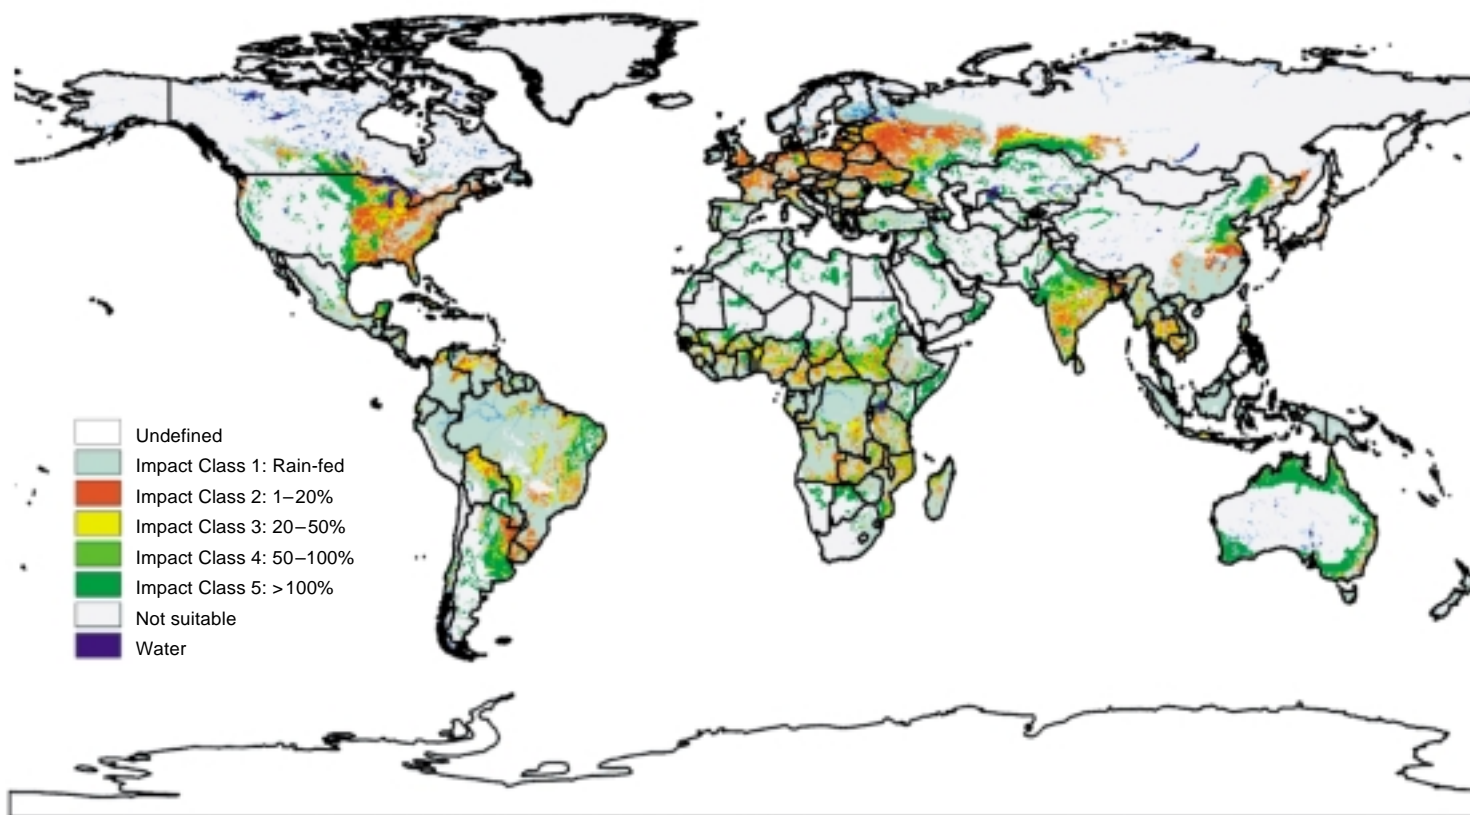 Undefined
Impact Class 1: Rain-fed
Impact Class 2: 1–20%
Impact Class 3: 20–50%
Impact Class 4: 50–100%
Impact Class 5: >100%
Not suitable
Water